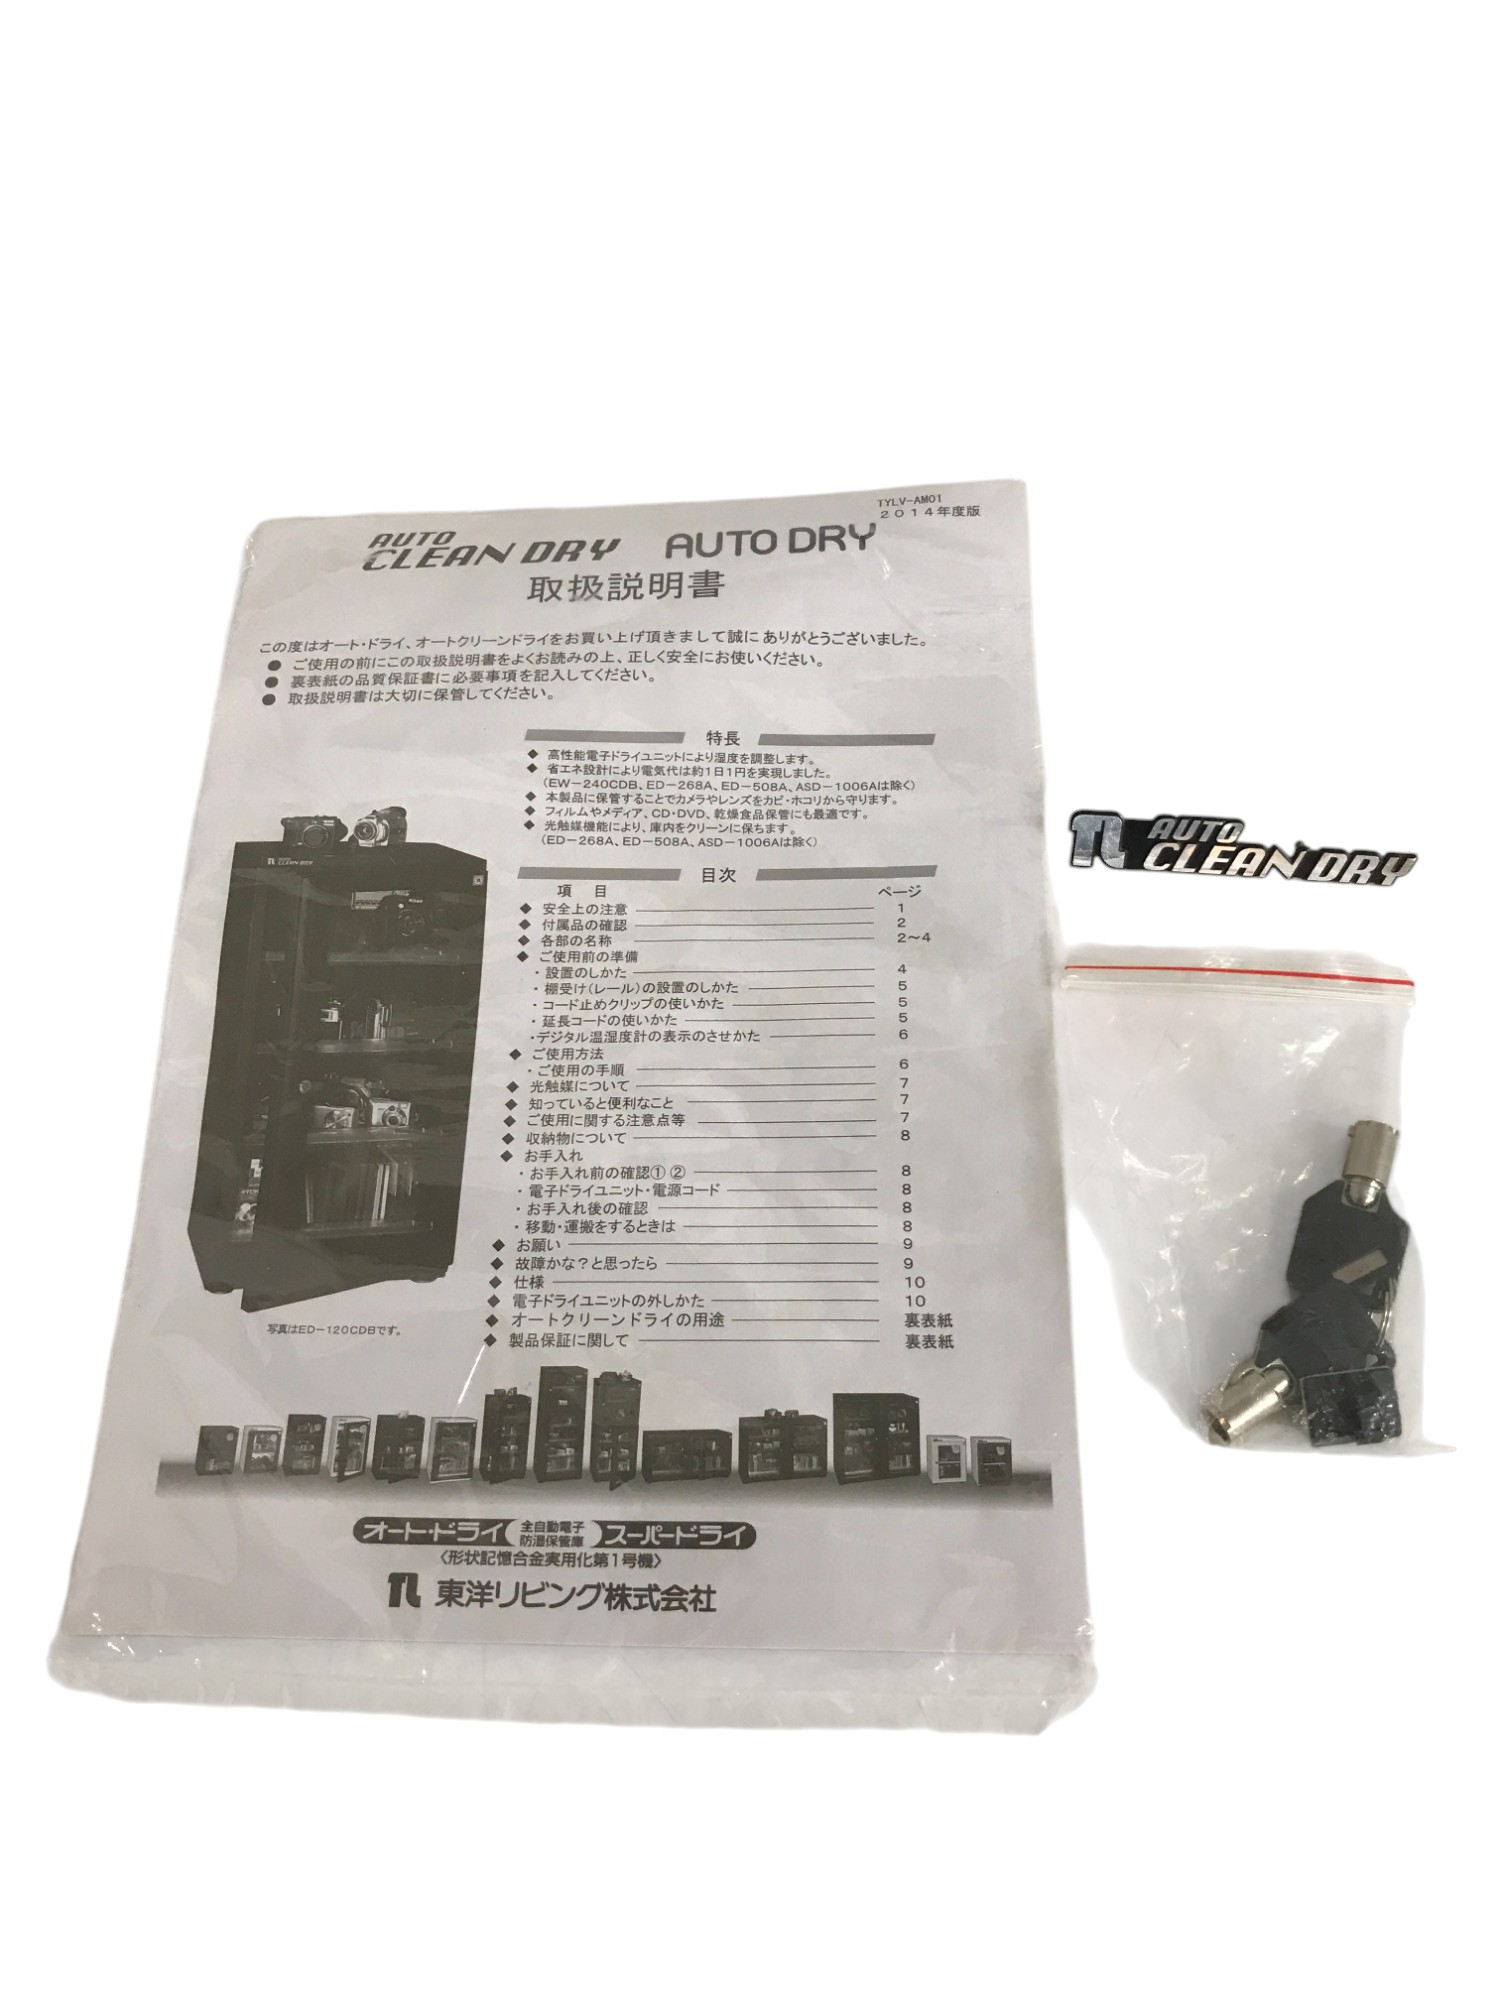 TYLV-AM01
2014年度版
AUTO CLEAN DRY AUTO DRY
取扱説明書
この度はオート・ドライ、オートクリーンドライをお買い上げ頂きまして誠にありがとうございました。
● ご使用の前にこの取扱説明書をよくお読みの上、正しく安全にお使いください。
● 裏表紙の品質保証書に必要事項を記入してください。
● 取扱説明書は大切に保管してください。
特長
◆ 高性能電子ドライユニットにより湿度を調整します。
◆ 省エネ設計により電気代は約1日1円を実現しました。
(EW-240CDB、ED-268A、ED-508A、ASD-1006Aは除く)
◆ 本製品に保管することでカメラやレンズをカビ・ホコリから守ります。
◆ フィルムやメディア、CD・DVD、乾燥食品保管にも最適です。
◆ 光触媒機能により、庫内をクリーンに保ちます。
(ED-268A、ED-508A、ASD-1006Aは除く)
目次
項 目 ページ
◆ 安全上の注意 1
◆ 付属品の確認 2
◆ 各部の名称 2～4
◆ ご使用前の準備
・設置のしかた 4
・棚受け(レール)の設置のしかた 5
・コード止めクリップの使いかた 5
・延長コードの使いかた 5
・デジタル温湿度計の表示のさせかた 6
◆ ご使用方法
・ご使用の手順 6
◆ 光触媒について 7
◆ 知っていると便利なこと 7
◆ ご使用に関する注意点等 7
◆ 収納物について 8
◆ お手入れ
・お手入れ前の確認① ② 8
・電子ドライユニット・電源コード 8
・お手入れ後の確認 8
・移動・運搬をするときは 8
◆ お願い 9
◆ 故障かな？と思ったら 9
◆ 仕様 10
◆ 電子ドライユニットの外しかた 10
◆ オートクリーンドライの用途 裏表紙
◆ 製品保証に関して 裏表紙
TL AUTO CLEAN DRY
写真はED-120CDBです。
オート・ドライ 全自動電子防湿保管庫 スーパードライ
〈形状記憶合金実用化第1号機〉
TL 東洋リビング株式会社
TL AUTO CLEAN DRY